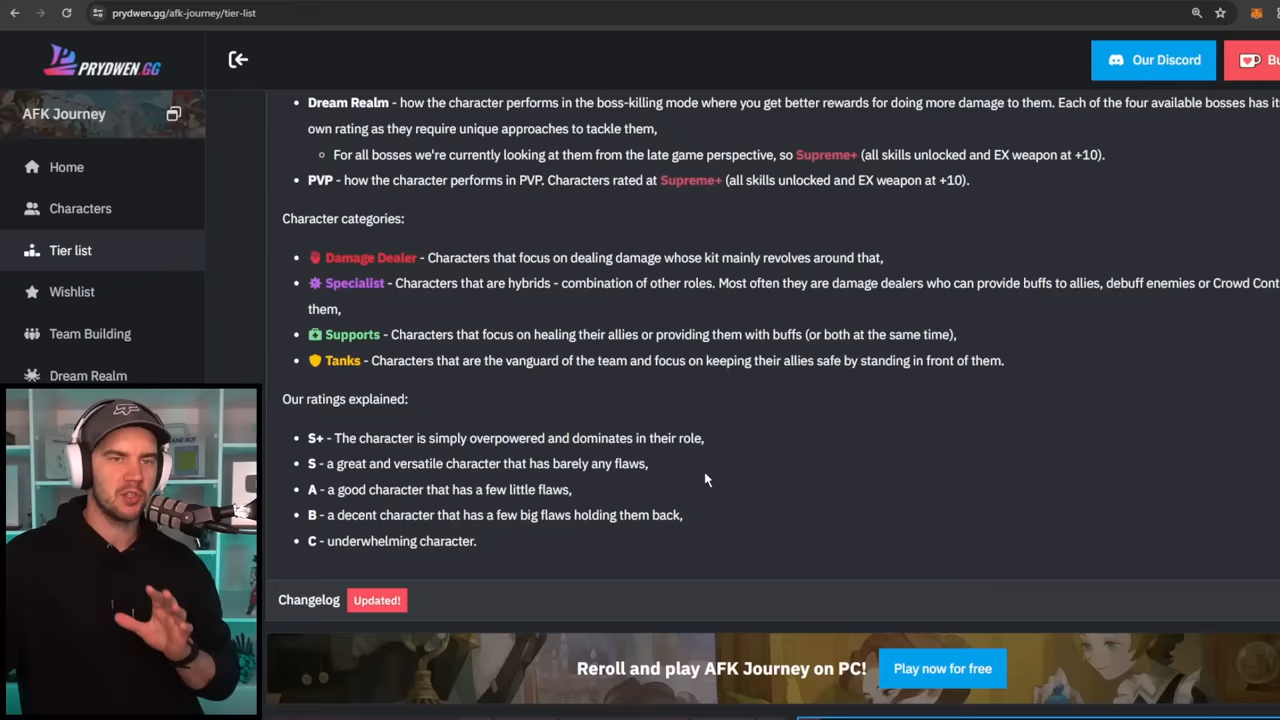 prydwen.gg/afk-journey/tier-list
PRYDWEN.GG
Our Discord
AFK Journey
Home
Characters
Tier list
Wishlist
Team Building
Dream Realm
Dream Realm - how the character performs in the boss-killing mode where you get better rewards for doing more damage to them. Each of the four available bosses has it
own rating as they require unique approaches to tackle them,
For all bosses we're currently looking at them from the late game perspective, so Supreme+ (all skills unlocked and EX weapon at +10).
PVP - how the character performs in PVP. Characters rated at Supreme+ (all skills unlocked and EX weapon at +10).
Character categories:
Damage Dealer - Characters that focus on dealing damage whose kit mainly revolves around that,
Specialist - Characters that are hybrids - combination of other roles. Most often they are damage dealers who can provide buffs to allies, debuff enemies or Crowd Cont
them,
Supports - Characters that focus on healing their allies or providing them with buffs (or both at the same time),
Tanks - Characters that are the vanguard of the team and focus on keeping their allies safe by standing in front of them.
Our ratings explained:
S+ - The character is simply overpowered and dominates in their role,
S - a great and versatile character that has barely any flaws,
A - a good character that has a few little flaws,
B - a decent character that has a few big flaws holding them back,
C - underwhelming character.
Changelog Updated!
Reroll and play AFK Journey on PC! Play now for free